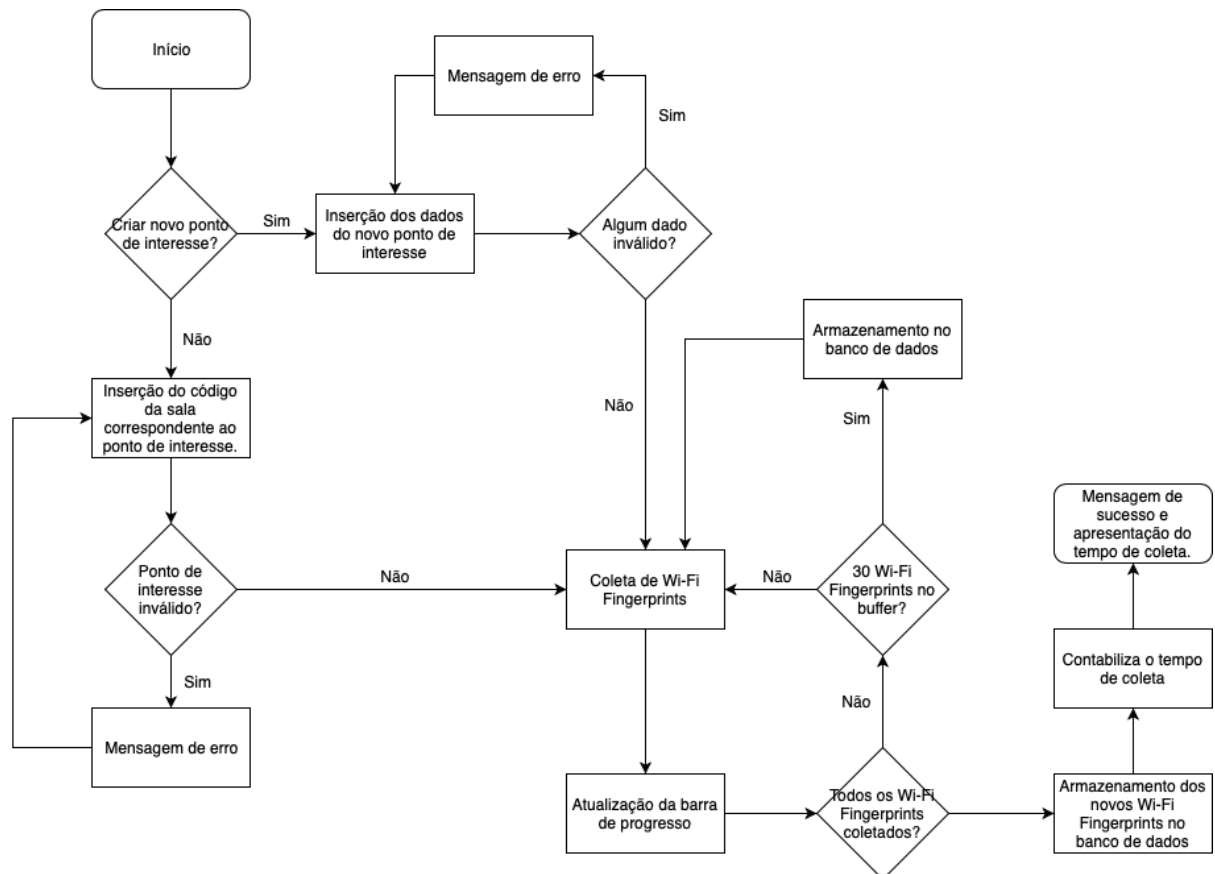 Início
Mensagem de erro
Sim
Criar novo ponto
de interesse?
Sim
Inserção dos dados
do novo ponto de
interesse
Algum dado
inválido?
Não
Armazenamento no
banco de dados
Inserção do código
da sala
correspondente ao
ponto de interesse.
Não
Sim
Mensagem de
sucesso e
apresentação do
tempo de coleta.
Ponto de
interesse
inválido?
Não
Coleta de Wi-Fi
Fingerprints
Não
30 Wi-Fi
Fingerprints no
buffer?
Contabiliza o tempo
de coleta
Sim
Não
Mensagem de erro
Atualização da barra
de progresso
Todos os Wi-Fi
Fingerprints
coletados?
Armazenamento dos
novos Wi-Fi
Fingerprints no
banco de dados